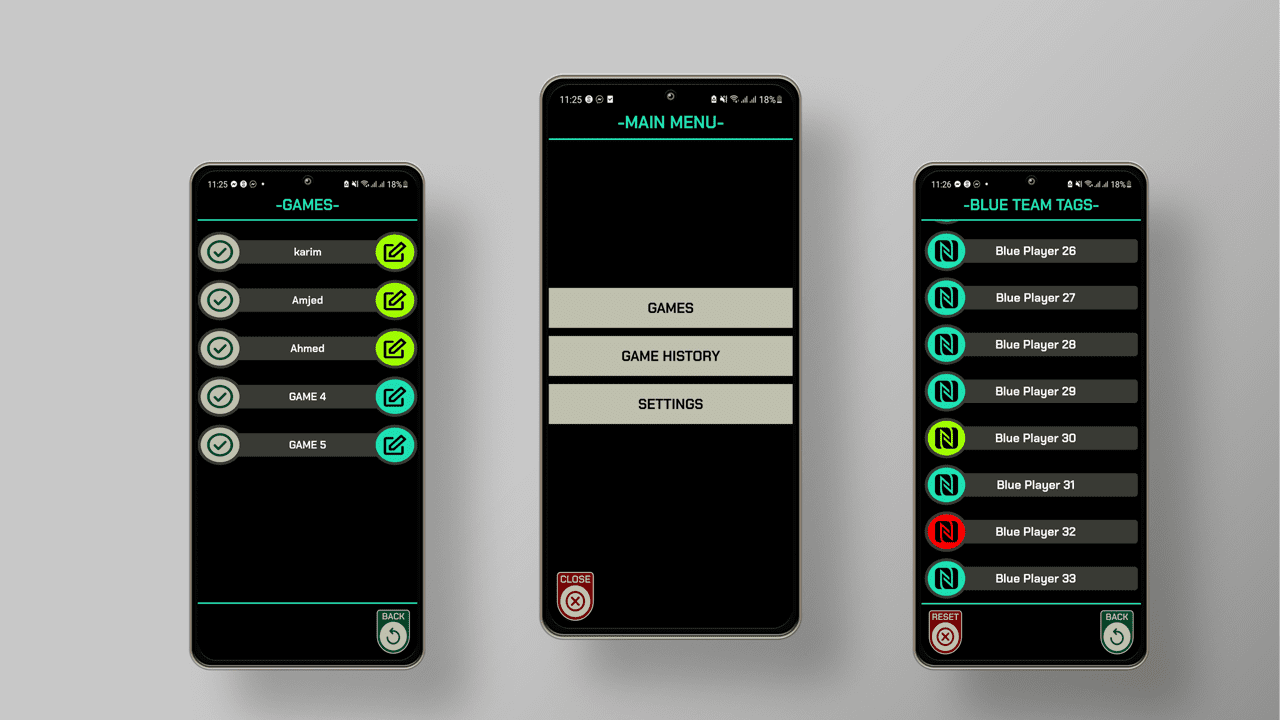 11:25 18%
-GAMES-
karim
Amjed
Ahmed
GAME 4
GAME 5
BACK
11:25 18%
-MAIN MENU-
GAMES
GAME HISTORY
SETTINGS
CLOSE
11:26 18%
-BLUE TEAM TAGS-
Blue Player 26
Blue Player 27
Blue Player 28
Blue Player 29
Blue Player 30
Blue Player 31
Blue Player 32
Blue Player 33
RESET
BACK